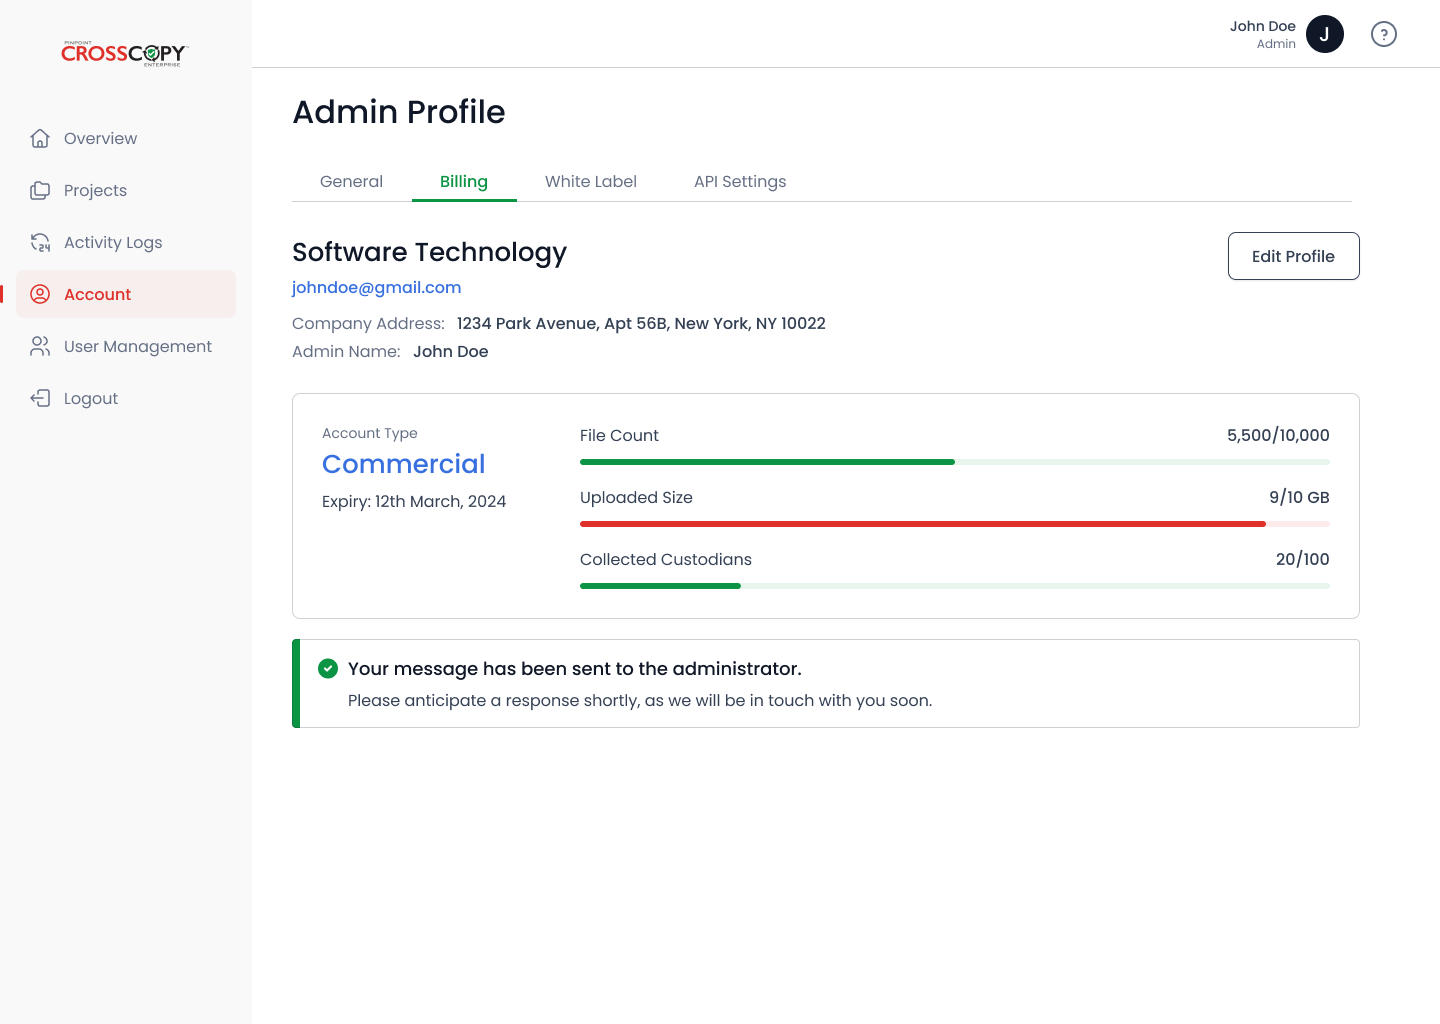 PINPOINT
CROSSCOPY
ENTERPRISE
Overview
Projects
Activity Logs
Account
User Management
Logout
John Doe
Admin
J
?
Admin Profile
General Billing White Label API Settings
Software Technology
Edit Profile
johndoe@gmail.com
Company Address: 1234 Park Avenue, Apt 56B, New York, NY 10022
Admin Name: John Doe
Account Type
Commercial
Expiry: 12th March, 2024
File Count 5,500/10,000
Uploaded Size 9/10 GB
Collected Custodians 20/100
Your message has been sent to the administrator.
Please anticipate a response shortly, as we will be in touch with you soon.